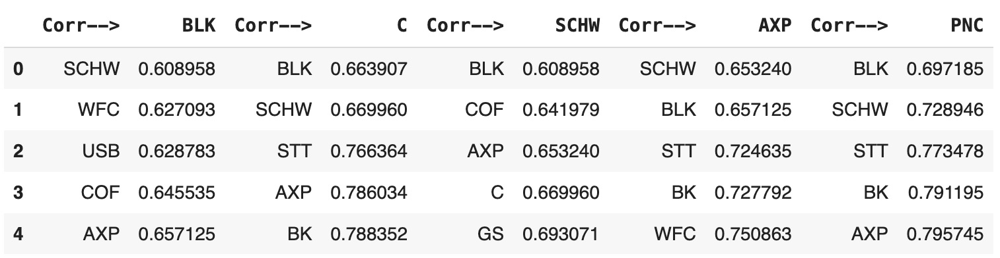 Corr--> BLK Corr--> C Corr--> SCHW Corr--> AXP Corr--> PNC
0 SCHW 0.608958 BLK 0.663907 BLK 0.608958 SCHW 0.653240 BLK 0.697185
1 WFC 0.627093 SCHW 0.669960 COF 0.641979 BLK 0.657125 SCHW 0.728946
2 USB 0.628783 STT 0.766364 AXP 0.653240 STT 0.724635 STT 0.773478
3 COF 0.645535 AXP 0.786034 C 0.669960 BK 0.727792 BK 0.791195
4 AXP 0.657125 BK 0.788352 GS 0.693071 WFC 0.750863 AXP 0.795745